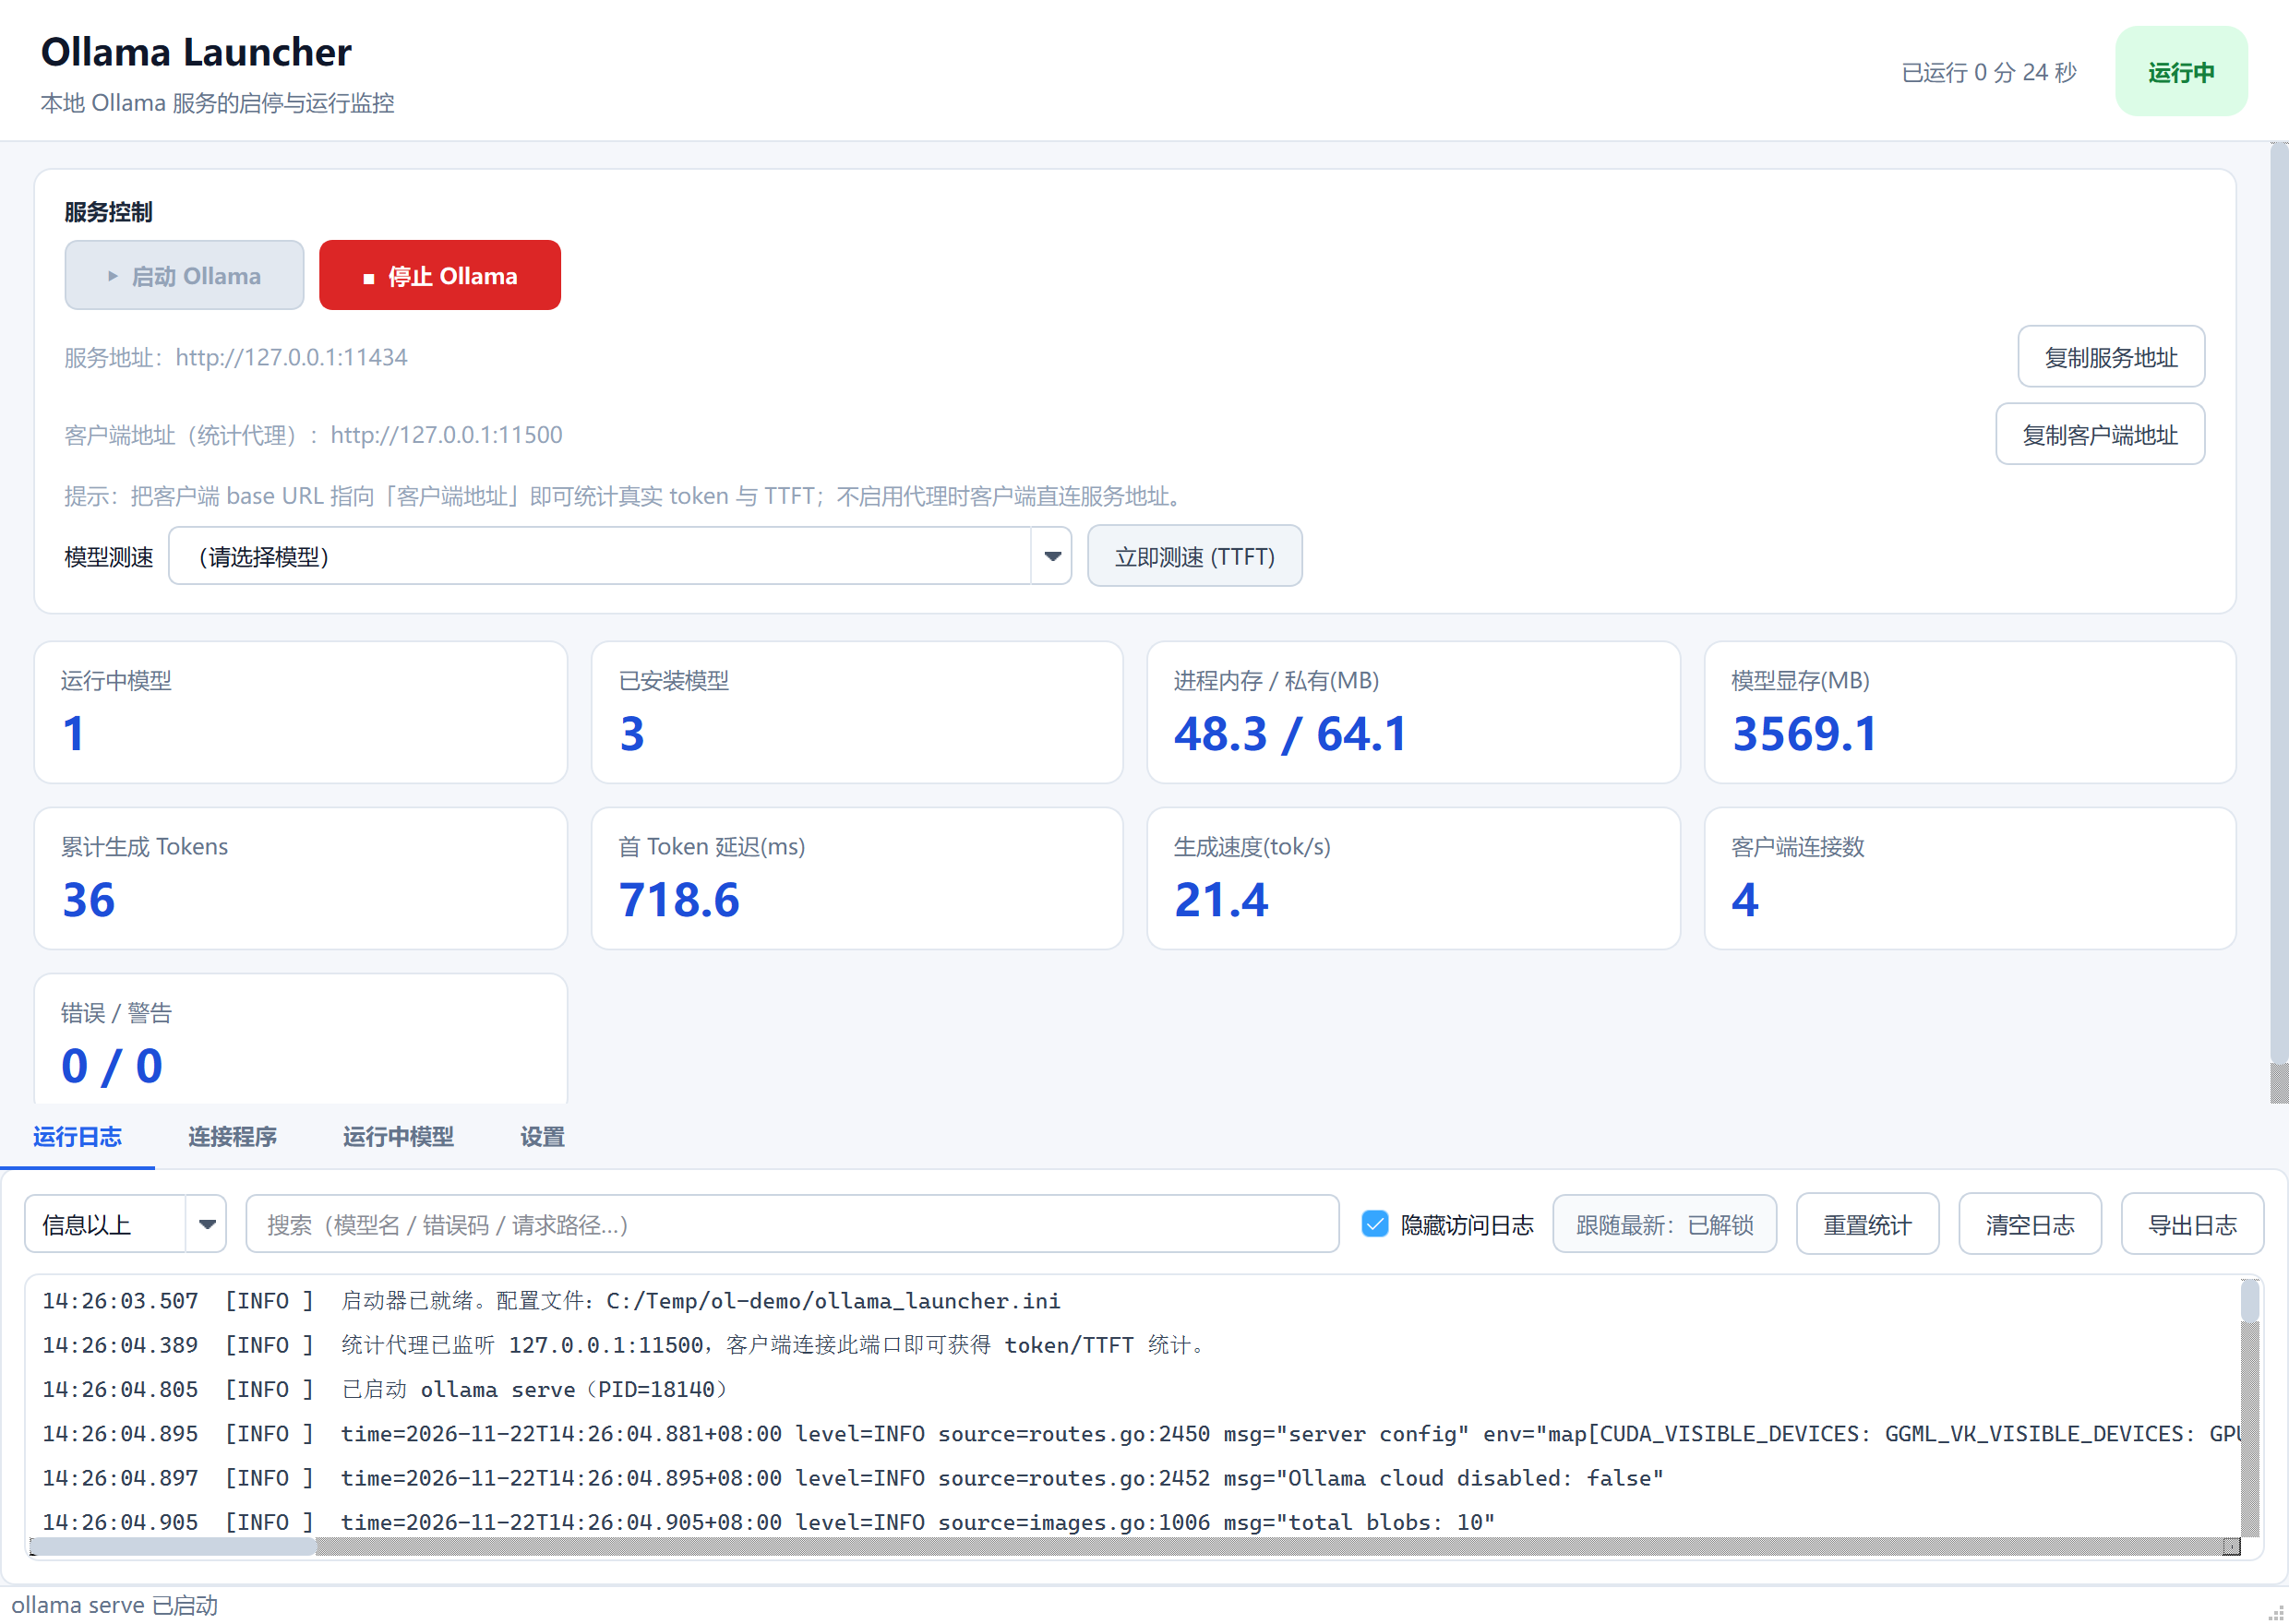 Ollama Launcher
本地 Ollama 服务的启停与运行监控
已运行 0 分 24 秒
运行中
服务控制
启动 Ollama
停止 Ollama
服务地址：http://127.0.0.1:11434
复制服务地址
客户端地址（统计代理）：http://127.0.0.1:11500
复制客户端地址
提示：把客户端 base URL 指向「客户端地址」即可统计真实 token 与 TTFT；不启用代理时客户端直连服务地址。
模型测速
（请选择模型）
立即测速 (TTFT)
运行中模型
1
已安装模型
3
进程内存 / 私有(MB)
48.3 / 64.1
模型显存(MB)
3569.1
累计生成 Tokens
36
首 Token 延迟(ms)
718.6
生成速度(tok/s)
21.4
客户端连接数
4
错误 / 警告
0 / 0
运行日志
连接程序
运行中模型
设置
信息以上
搜索（模型名 / 错误码 / 请求路径...）
隐藏访问日志
跟随最新：已解锁
重置统计
清空日志
导出日志
14:26:03.507 [INFO ] 启动器已就绪。配置文件：C:/Temp/ol-demo/ollama_launcher.ini
14:26:04.389 [INFO ] 统计代理已监听 127.0.0.1:11500，客户端连接此端口即可获得 token/TTFT 统计。
14:26:04.805 [INFO ] 已启动 ollama serve（PID=18140）
14:26:04.895 [INFO ] time=2026-11-22T14:26:04.881+08:00 level=INFO source=routes.go:2450 msg="server config" env="map[CUDA_VISIBLE_DEVICES: GGML_VK_VISIBLE_DEVICES: GPU
14:26:04.897 [INFO ] time=2026-11-22T14:26:04.895+08:00 level=INFO source=routes.go:2452 msg="Ollama cloud disabled: false"
14:26:04.905 [INFO ] time=2026-11-22T14:26:04.905+08:00 level=INFO source=images.go:1006 msg="total blobs: 10"
ollama serve 已启动